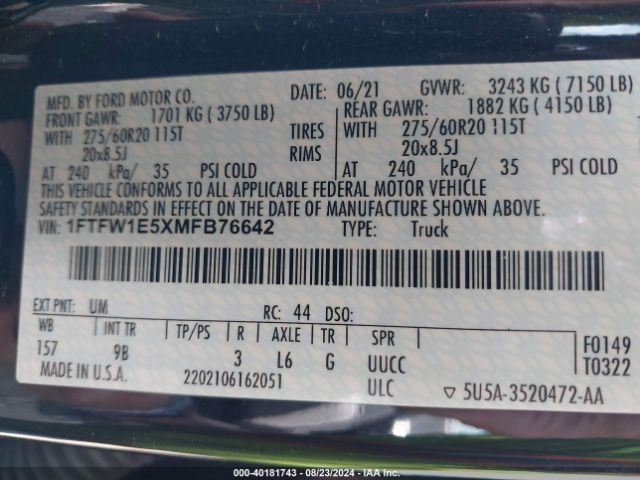 MFD. BY FORD MOTOR CO.
DATE: 06/21 GVWR: 3243 KG ( 7150 LB)
FRONT GAWR: 1701 KG ( 3750 LB)
REAR GAWR: 1882 KG ( 4150 LB)
WITH 275/60R20 115T TIRES WITH 275/60R20 115T
20x8.5J RIMS 20x8.5J
AT 240 kPa/ 35 PSI COLD AT 240 kPa/ 35 PSI COLD
THIS VEHICLE CONFORMS TO ALL APPLICABLE FEDERAL MOTOR VEHICLE
SAFETY STANDARDS IN EFFECT ON THE DATE OF MANUFACTURE SHOWN ABOVE.
VIN: 1FTFW1E5XMFB76642 TYPE: Truck
EXT PNT: UM RC: 44 DSO:
WB INT TR TP/PS R AXLE TR SPR F0149
157 9B 3 L6 G UUCC T0322
MADE IN U.S.A. 2202106162051 ULC ▽ 5U5A-3520472-AA
000-40181743 - 08/23/2024 - IAA Inc.